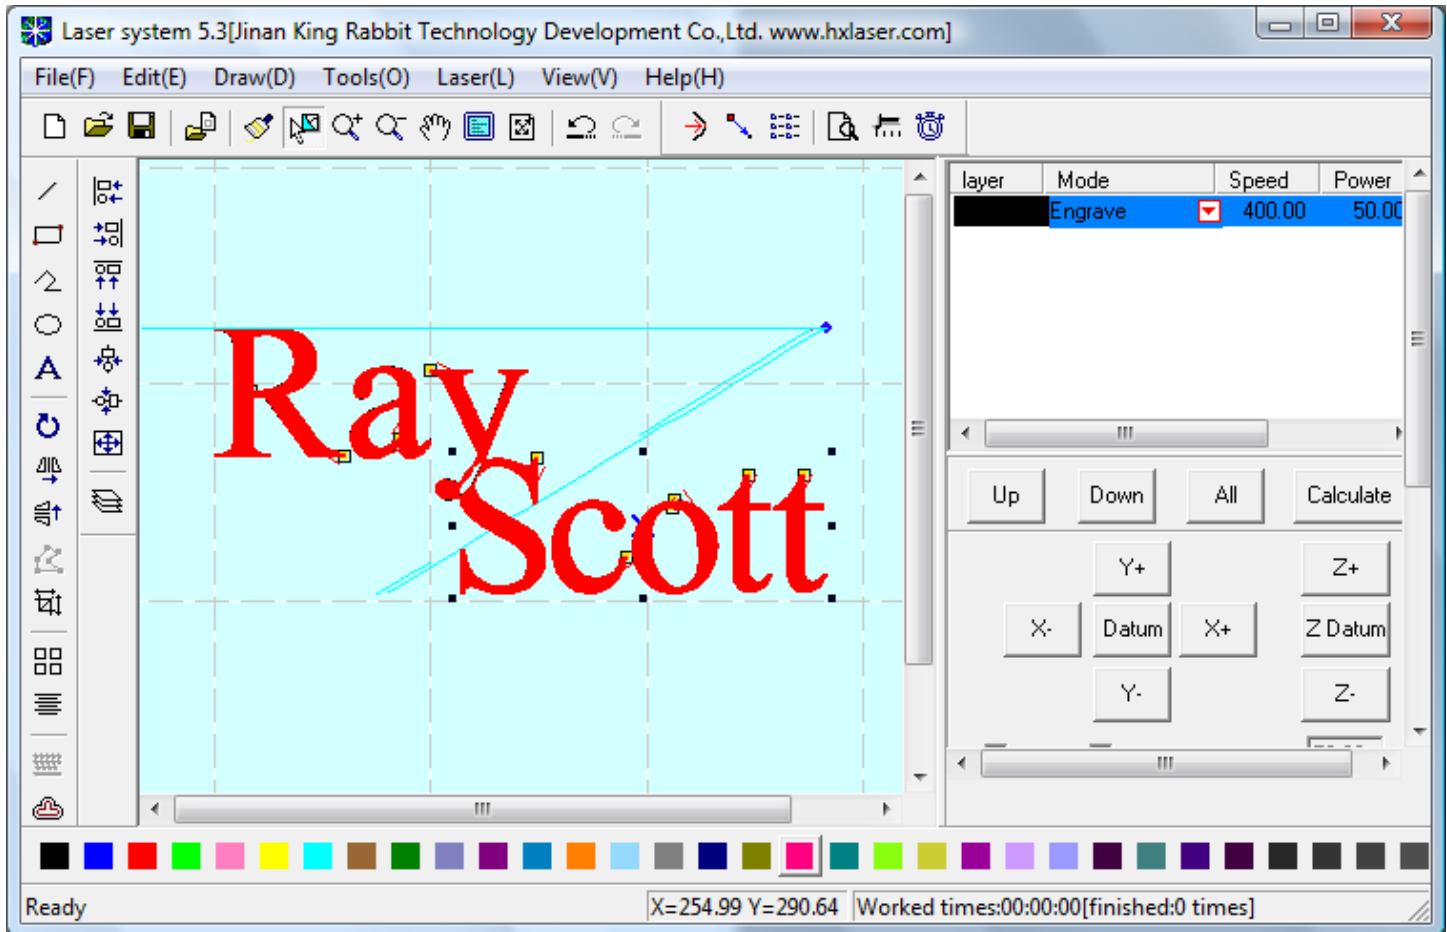 Laser system 5.3[Jinan King Rabbit Technology Development Co.,Ltd. www.hxlaser.com]
File(F) Edit(E) Draw(D) Tools(O) Laser(L) View(V) Help(H)
layer Mode Speed Power
Engrave 400.00 50.00
Ray
Scott
Up Down All Calculate
Y+ Z+
X- Datum X+ Z Datum
Y- Z-
Ready X=254.99 Y=290.64 Worked times:00:00:00[finished:0 times]